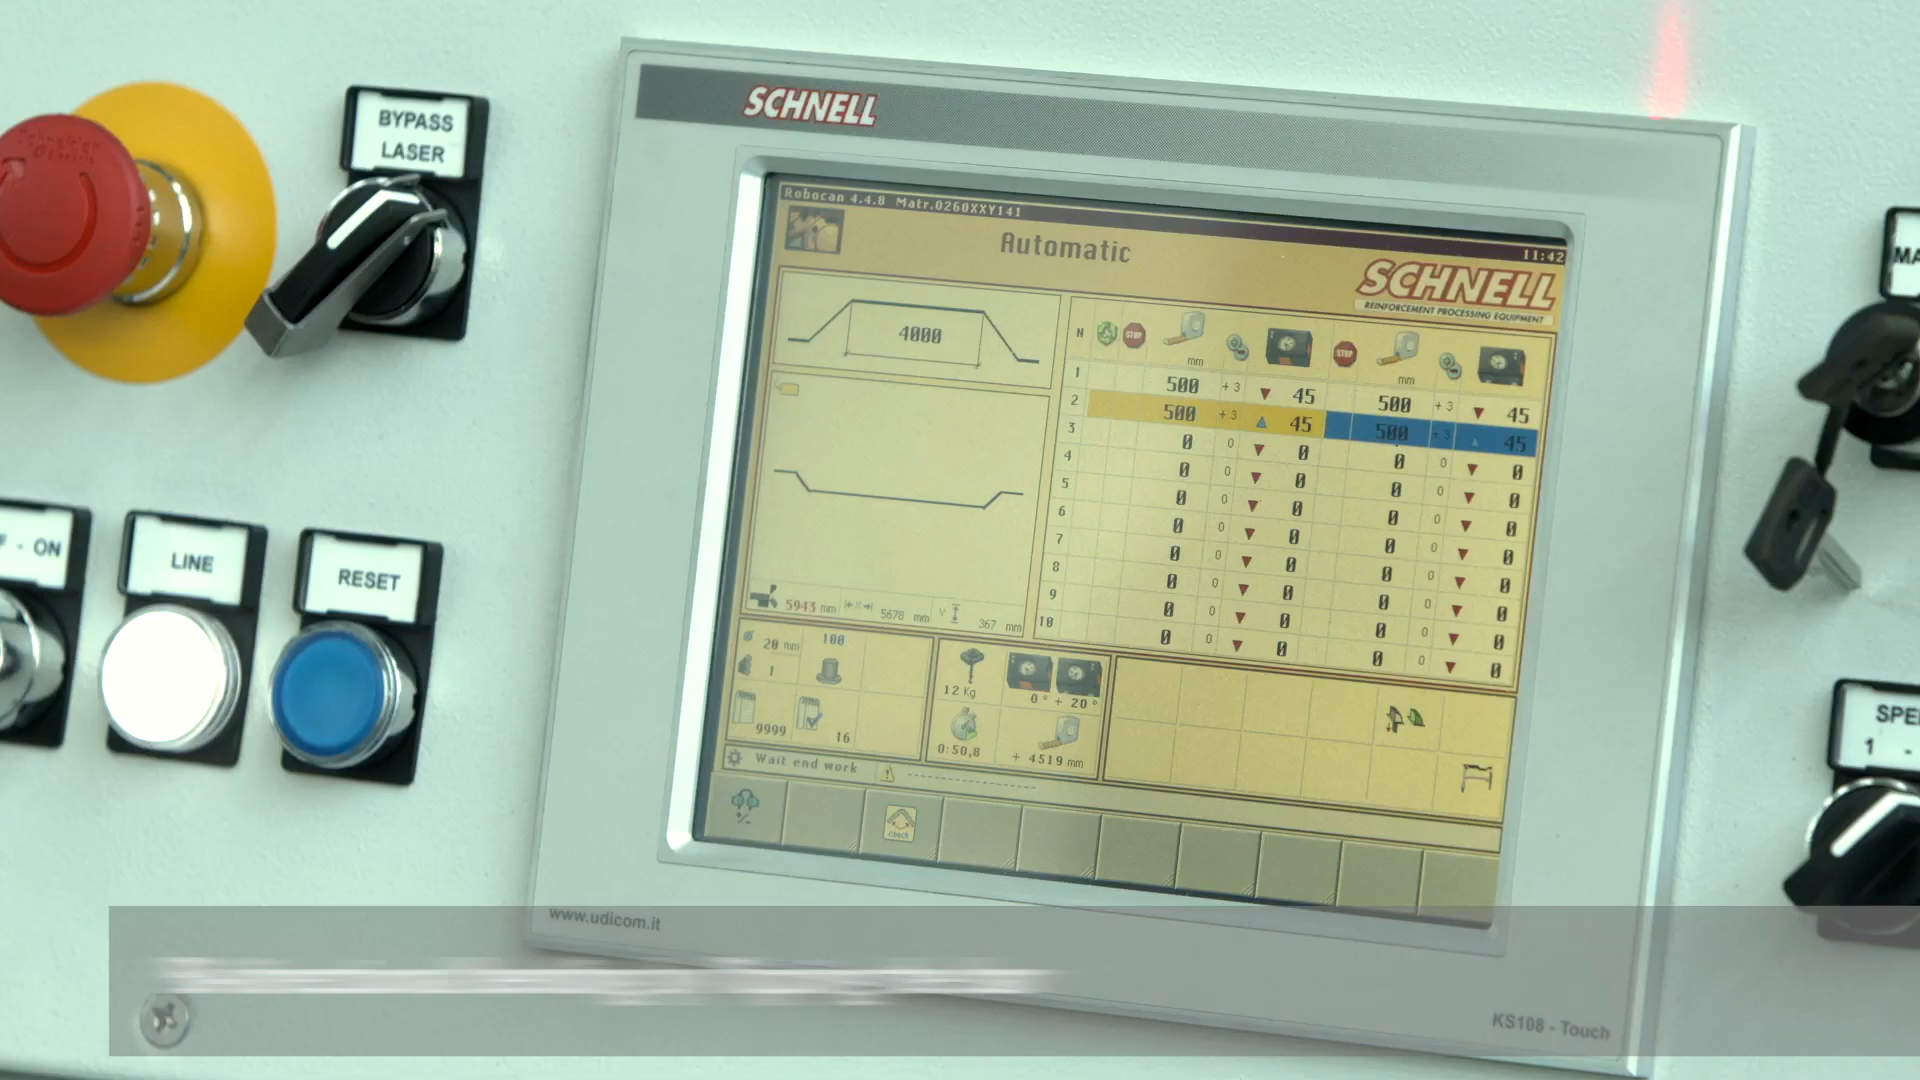 BYPASS
LASER
SCHNELL
Robocan 4.4.8 Matr.0260XXY141
11:42
Automatic
SCHNELL
REINFORCEMENT PROCESSING EQUIPMENT
4000
N STOP mm STOP mm
1 500 +3 45 500 +3 45
2 500 +3 45 500 +3 45
3 0 0 0 0 0 0
4 0 0 0 0 0 0
5 0 0 0 0 0 0
6 0 0 0 0 0 0
7 0 0 0 0 0 0
8 0 0 0 0 0 0
9 0 0 0 0 0 0
10 0 0 0 0 0 0
5943 mm X 5678 mm Y 367 mm
20 mm 100
1
9999 16
12 Kg 0° + 20°
0:50,8 + 4519 mm
Wait end work
check
- ON
LINE
RESET
MA
SPE
1 -
www.udicom.it
KS108 - Touch